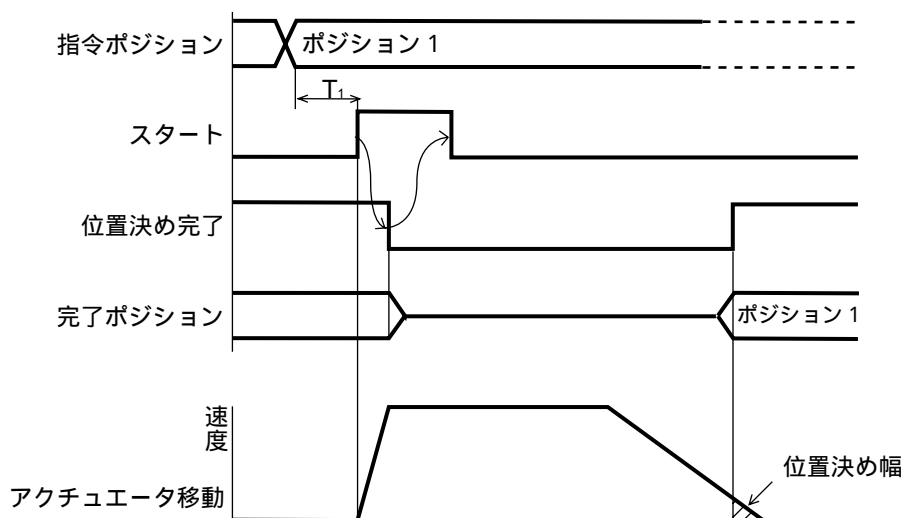 指令ポジション
ポジション1
T₁
スタート
位置決め完了
完了ポジション
ポジション1
速度
位置決め幅
アクチュエータ移動